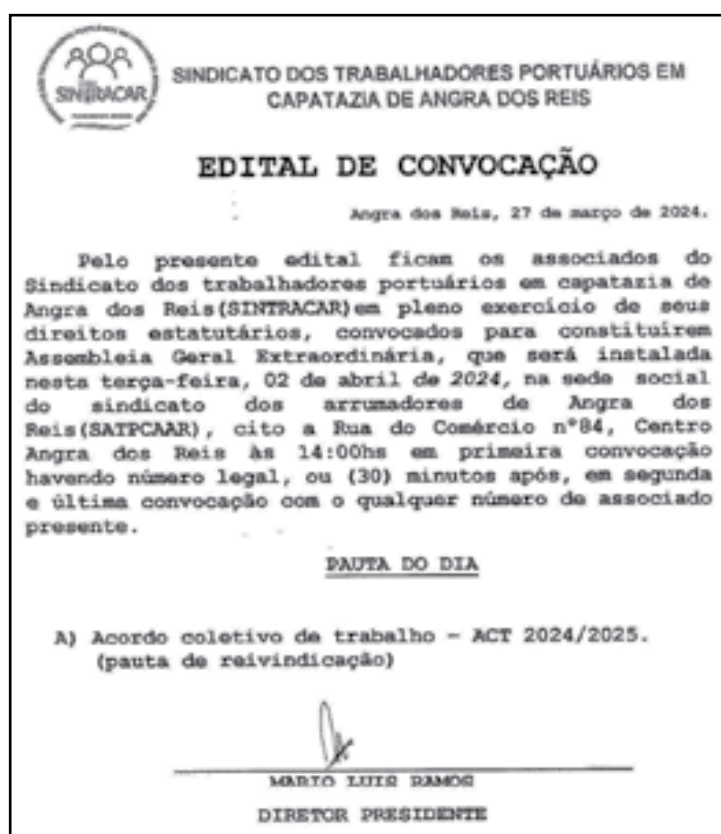 SINTRACAR
SINDICATO DOS TRABALHADORES PORTUÁRIOS EM
CAPATAZIA DE ANGRA DOS REIS
EDITAL DE CONVOCAÇÃO
Angra dos Reis, 27 de março de 2024.
Pelo presente edital ficam os associados do
Sindicato dos trabalhadores portuários em capatazia de
Angra dos Reis(SINTRACAR)em pleno exercício de seus
direitos estatutários, convocados para constituírem
Assembleia Geral Extraordinária, que será instalada
nesta terça-feira, 02 de abril de 2024, na sede social
do sindicato dos arrumadores de Angra dos
Reis(SATPCAAR), cito a Rua do Comércio nº84, Centro
Angra dos Reis às 14:00hs em primeira convocação
havendo número legal, ou (30) minutos após, em segunda
e última convocação com o qualquer número de associado
presente.
PAUTA DO DIA
A) Acordo coletivo de trabalho – ACT 2024/2025.
(pauta de reivindicação)
MARIO LUIS RAMOS
DIRETOR PRESIDENTE